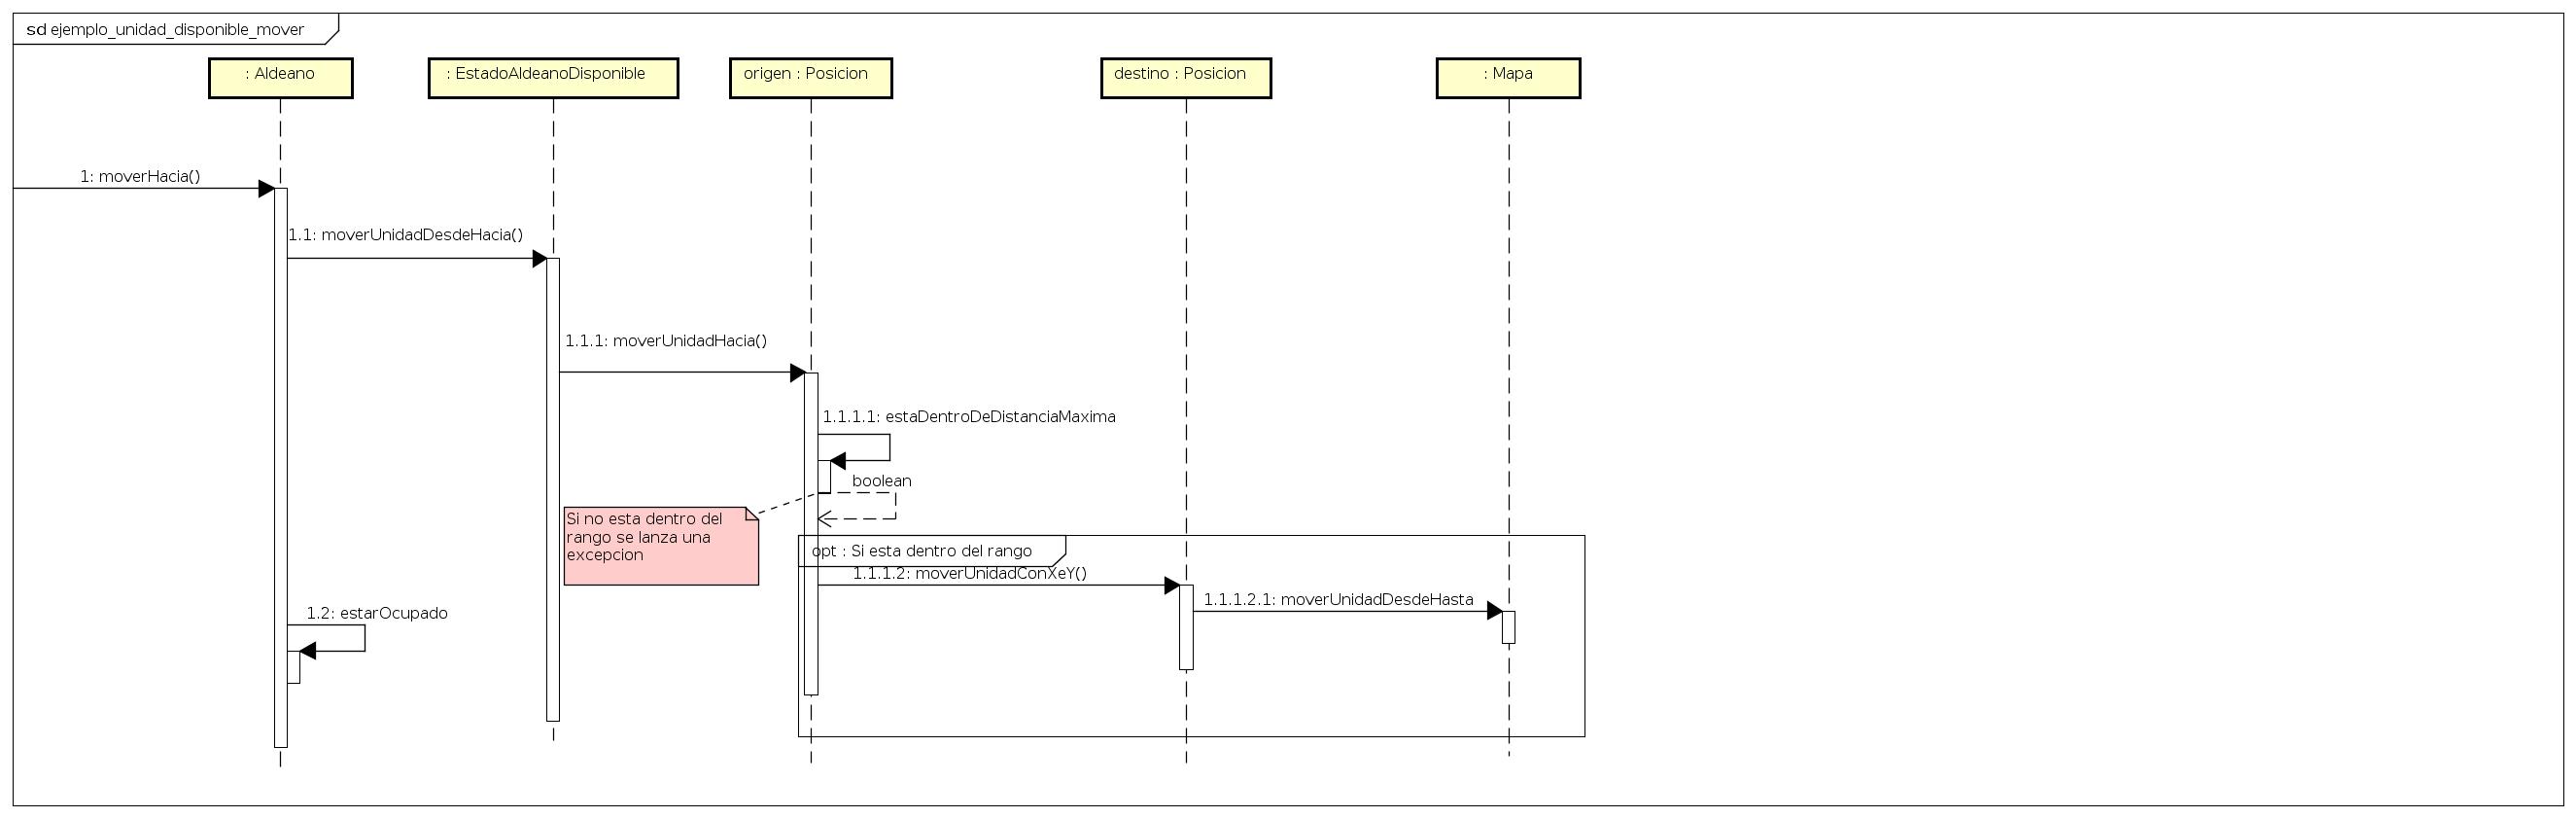 sd ejemplo_unidad_disponible_mover
: Aldeano
: EstadoAldeanoDisponible
origen : Posicion
destino : Posicion
: Mapa
1: moverHacia()
1.1: moverUnidadDesdeHacia()
1.1.1: moverUnidadHacia()
1.1.1.1: estaDentroDeDistanciaMaxima
boolean
Si no esta dentro del
rango se lanza una
excepcion
opt : Si esta dentro del rango
1.1.1.2: moverUnidadConXeY()
1.1.1.2.1: moverUnidadDesdeHasta
1.2: estarOcupado